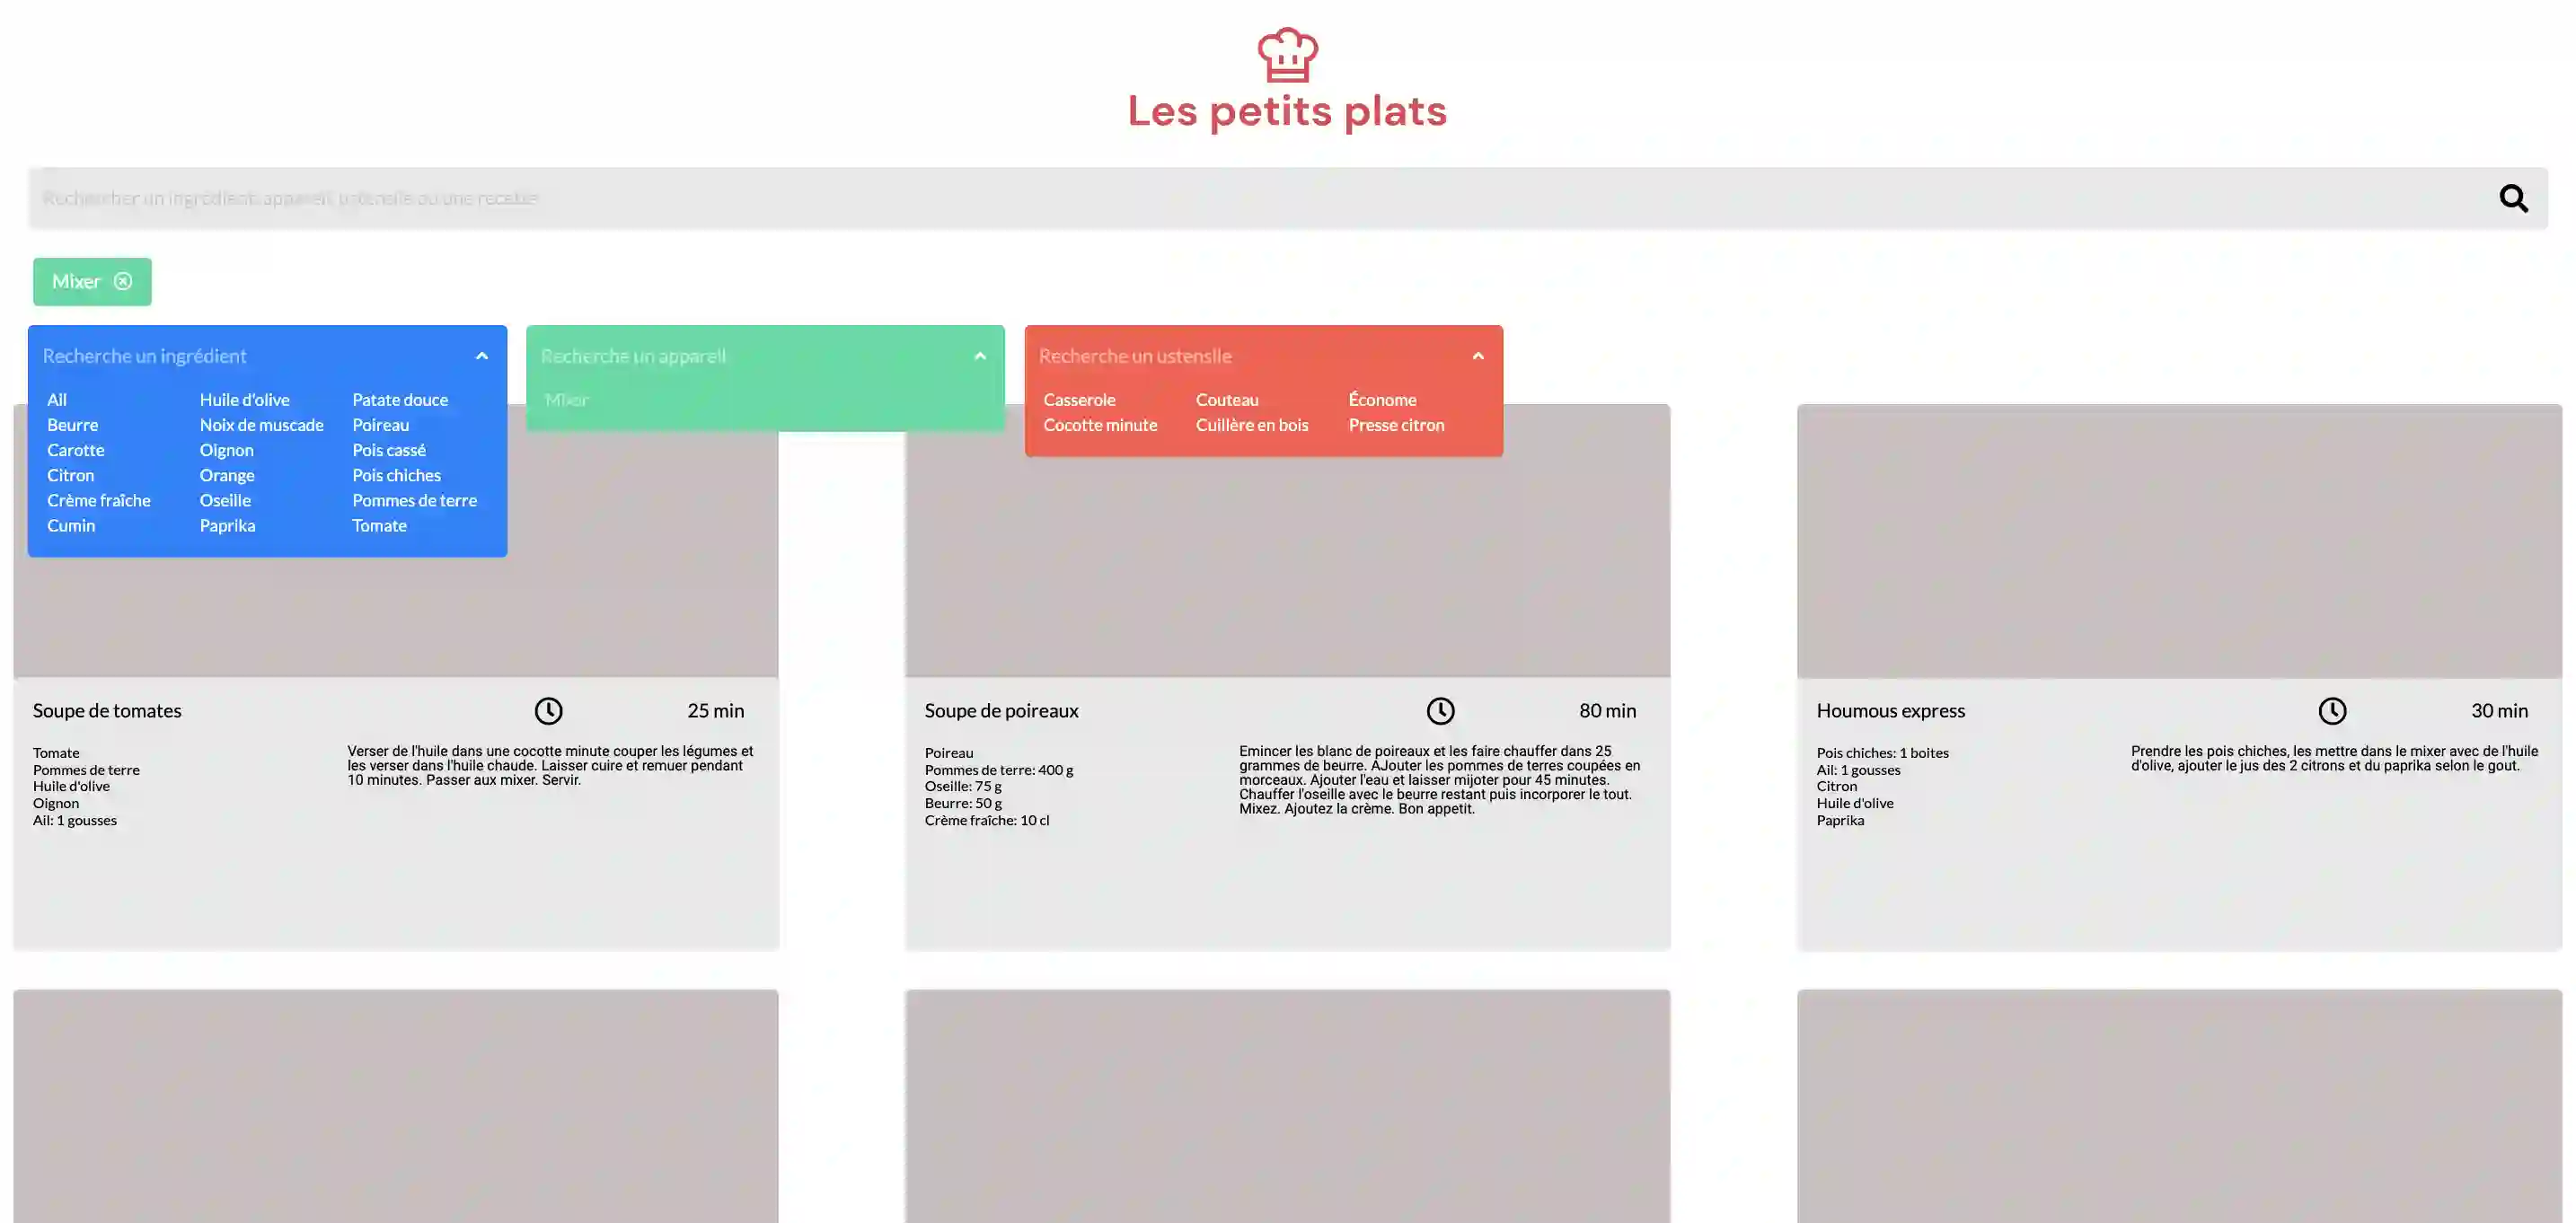 Les petits plats
Rechercher un ingrédient, appareil, ustensile ou une recette
Mixer
Recherche un ingrédient
Ail Huile d'olive Patate douce
Beurre Noix de muscade Poireau
Carotte Oignon Pois cassé
Citron Orange Pois chiches
Crème fraîche Oseille Pommes de terre
Cumin Paprika Tomate
Recherche un appareil
Mixer
Recherche un ustensile
Casserole Couteau Économe
Cocotte minute Cuillère en bois Presse citron
Soupe de tomates 25 min
Tomate
Pommes de terre
Huile d'olive
Oignon
Ail: 1 gousses
Verser de l'huile dans une cocotte minute couper les légumes et
les verser dans l'huile chaude. Laisser cuire et remuer pendant
10 minutes. Passer aux mixer. Servir.
Soupe de poireaux 80 min
Poireau
Pommes de terre: 400 g
Oseille: 75 g
Beurre: 50 g
Crème fraîche: 10 cl
Emincer les blanc de poireaux et les faire chauffer dans 25
grammes de beurre. AJouter les pommes de terres coupées en
morceaux. Ajouter l'eau et laisser mijoter pour 45 minutes.
Chauffer l'oseille avec le beurre restant puis incorporer le tout.
Mixez. Ajoutez la crème. Bon appetit.
Houmous express 30 min
Pois chiches: 1 boites
Ail: 1 gousses
Citron
Huile d'olive
Paprika
Prendre les pois chiches, les mettre dans le mixer avec de l'huile
d'olive, ajouter le jus des 2 citrons et du paprika selon le gout.